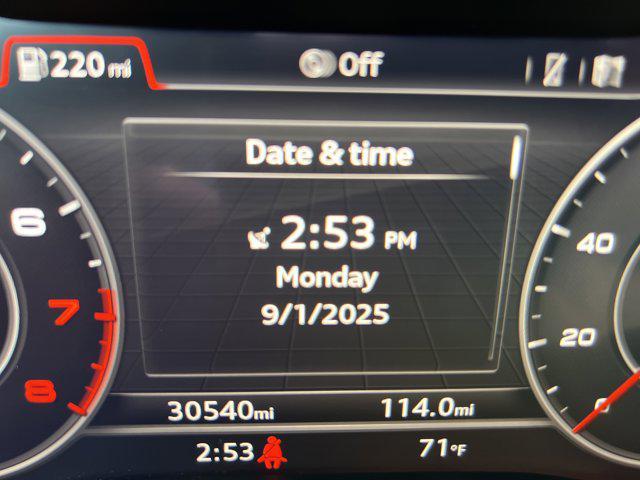 220 mi Off
Date & time
2:53 PM
Monday
9/1/2025
6
7
8
40
20
0
30540mi 114.0mi
2:53 71°F